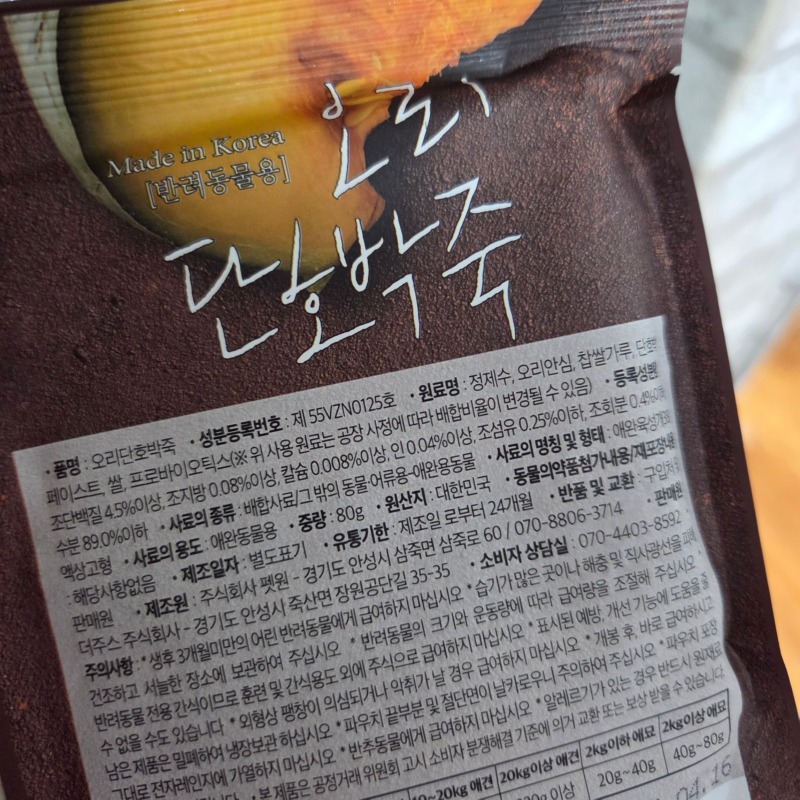 오리
Made in Korea
[반려동물용]
단호박죽
· 품명 : 오리단호박죽 · 성분등록번호 : 제 55VZN0125호 · 원료명 : 정제수, 오리안심, 찹쌀가루, 단호박
페이스트, 쌀, 프로바이오틱스(※ 위 사용 원료는 공장 사정에 따라 배합비율이 변경될 수 있음) · 등록성분
조단백질 4.5%이상, 조지방 0.08%이상, 칼슘 0.008%이상, 인 0.04%이상, 조섬유 0.25%이하, 조회분 0.4%이하
수분 89.0%이하 · 사료의 종류 : 배합사료/그 밖의 동물·어류용-애완용동물 · 사료의 명칭 및 형태 : 애완육성개
액상고형 · 사료의 용도 : 애완동물용 · 중량 : 80g · 원산지 : 대한민국 · 동물의약품첨가내용/제포장내용
: 해당사항없음 · 제조일자 : 별도표기 · 유통기한 : 제조일 로부터 24개월 · 반품 및 교환 : 구입처 및
판매원 · 제조원 : 주식회사 펫원 - 경기도 안성시 삼죽면 삼죽로 60 / 070-8806-3714 · 판매원
더주스 주식회사 - 경기도 안성시 죽산면 장원공단길 35-35 · 소비자 상담실 : 070-4403-8592
주의사항 : * 생후 3개월미만의 어린 반려동물에게 급여하지 마십시오 * 습기가 많은 곳이나 해충 및 직사광선을 피해
건조하고 서늘한 장소에 보관하여 주십시오 * 반려동물의 크기와 운동량에 따라 급여량을 조절해 주십시오
반려동물 전용 간식이므로 훈련 및 간식용도 외에 주식으로 급여하지 마십시오 * 표시된 예방, 개선 기능에 도움을 줄
수 없을 수도 있습니다 * 외형상 팽창이 의심되거나 악취가 날 경우 급여하지 마십시오 * 개봉 후, 바로 급여하시고
남은 제품은 밀폐하여 냉장보관 하십시오 * 파우치 끝부분 및 절단면이 날카로우니 주의하여 주십시오 * 파우치 포장
그대로 전자레인지에 가열하지 마십시오 * 반추동물에게 급여하지 마십시오 * 알레르기가 있는 경우 반드시 원재료
* 본 제품은 공정거래 위원회 고시 소비자 분쟁해결 기준에 의거 교환 또는 보상 받을 수 있습니다.
10~20kg 애견 20kg이상 애견 2kg이하 애묘 2kg이상 애묘
이상 20g~40g 40g~80g
04. 16